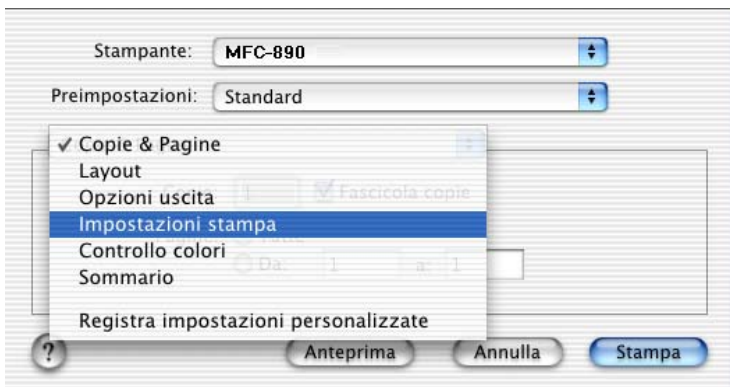 Stampante: MFC-890
Preimpostazioni: Standard
✓ Copie & Pagine
Layout
Opzioni uscita
1 Fascicola copie
Impostazioni stampa
Controllo colori
Da: 1 a: 1
Sommario
Registra impostazioni personalizzate
? Anteprima Annulla Stampa